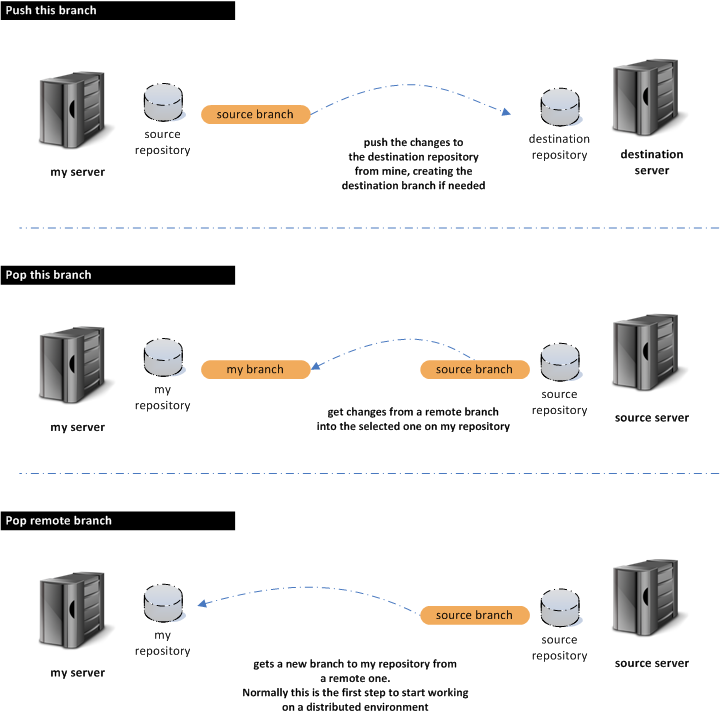 Push this branch
source branch
source
repository
my server
push the changes to
the destination repository
from mine, creating the
destination branch if needed
destination
repository
destination
server
Pop this branch
my branch
source branch
my
repository
my server
get changes from a remote branch
into the selected one on my repository
source
repository
source server
Pop remote branch
source branch
my
repository
my server
source
repository
source server
gets a new branch to my repository from
a remote one.
Normally this is the first step to start working
on a distributed environment